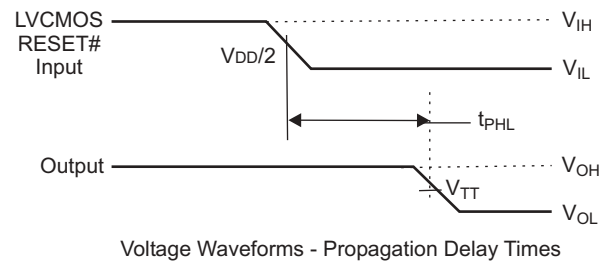 LVCMOS
RESET#
Input
VDD/2
VIH
VIL
tPHL
Output
VOH
VTT
VOL
Voltage Waveforms - Propagation Delay Times